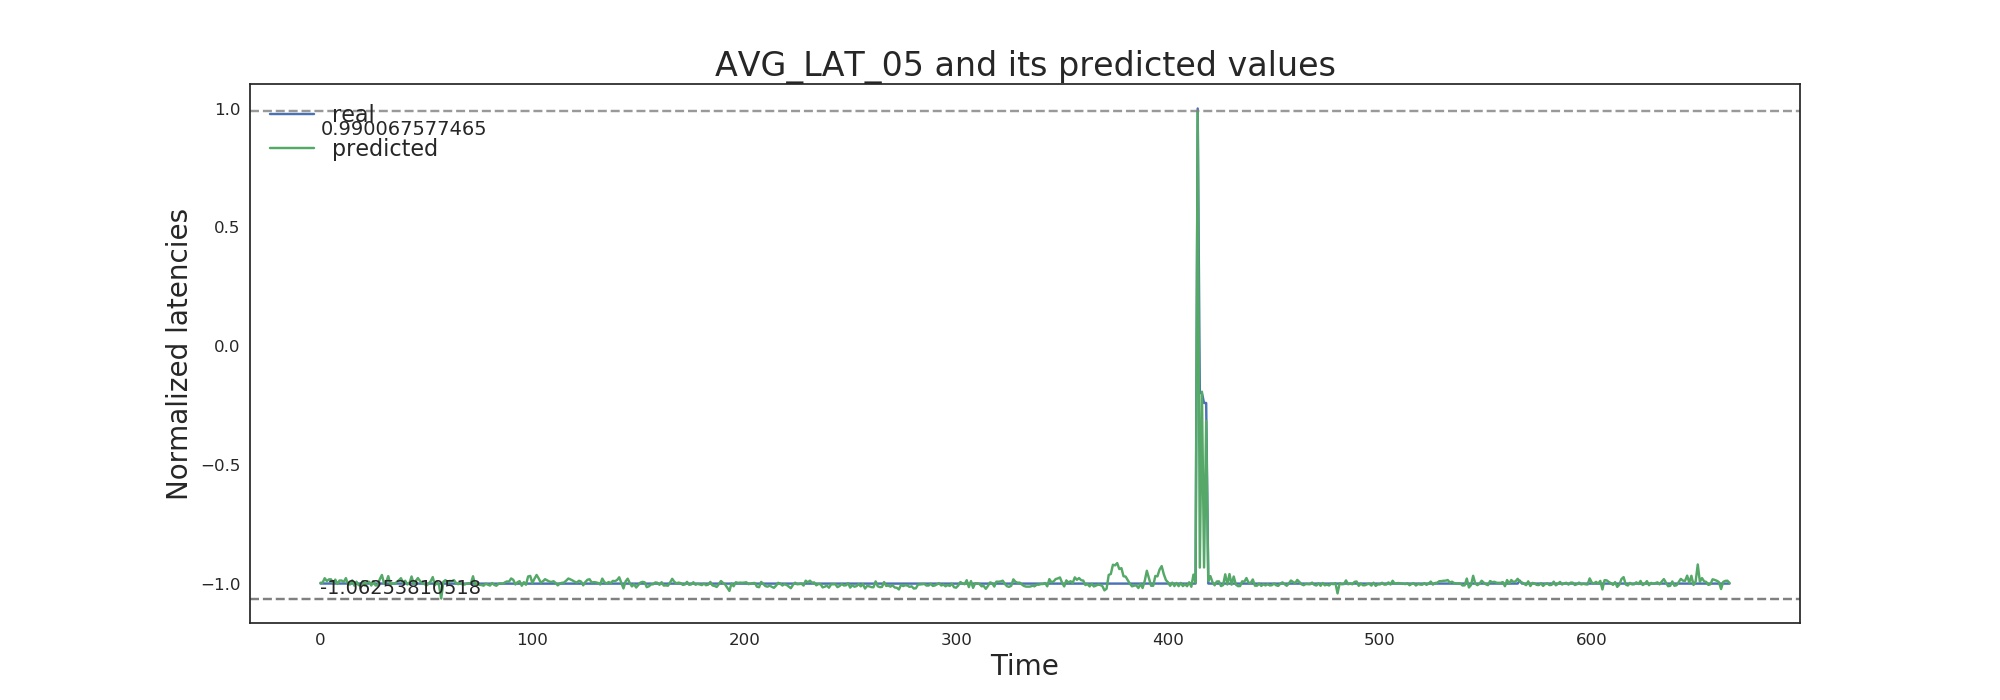 AVG_LAT_05 and its predicted values
Normalized latencies
1.0
0.5
0.0
−0.5
−1.0
real
0.990067577465
predicted
-1.06253810518
0 100 200 300 400 500 600
Time